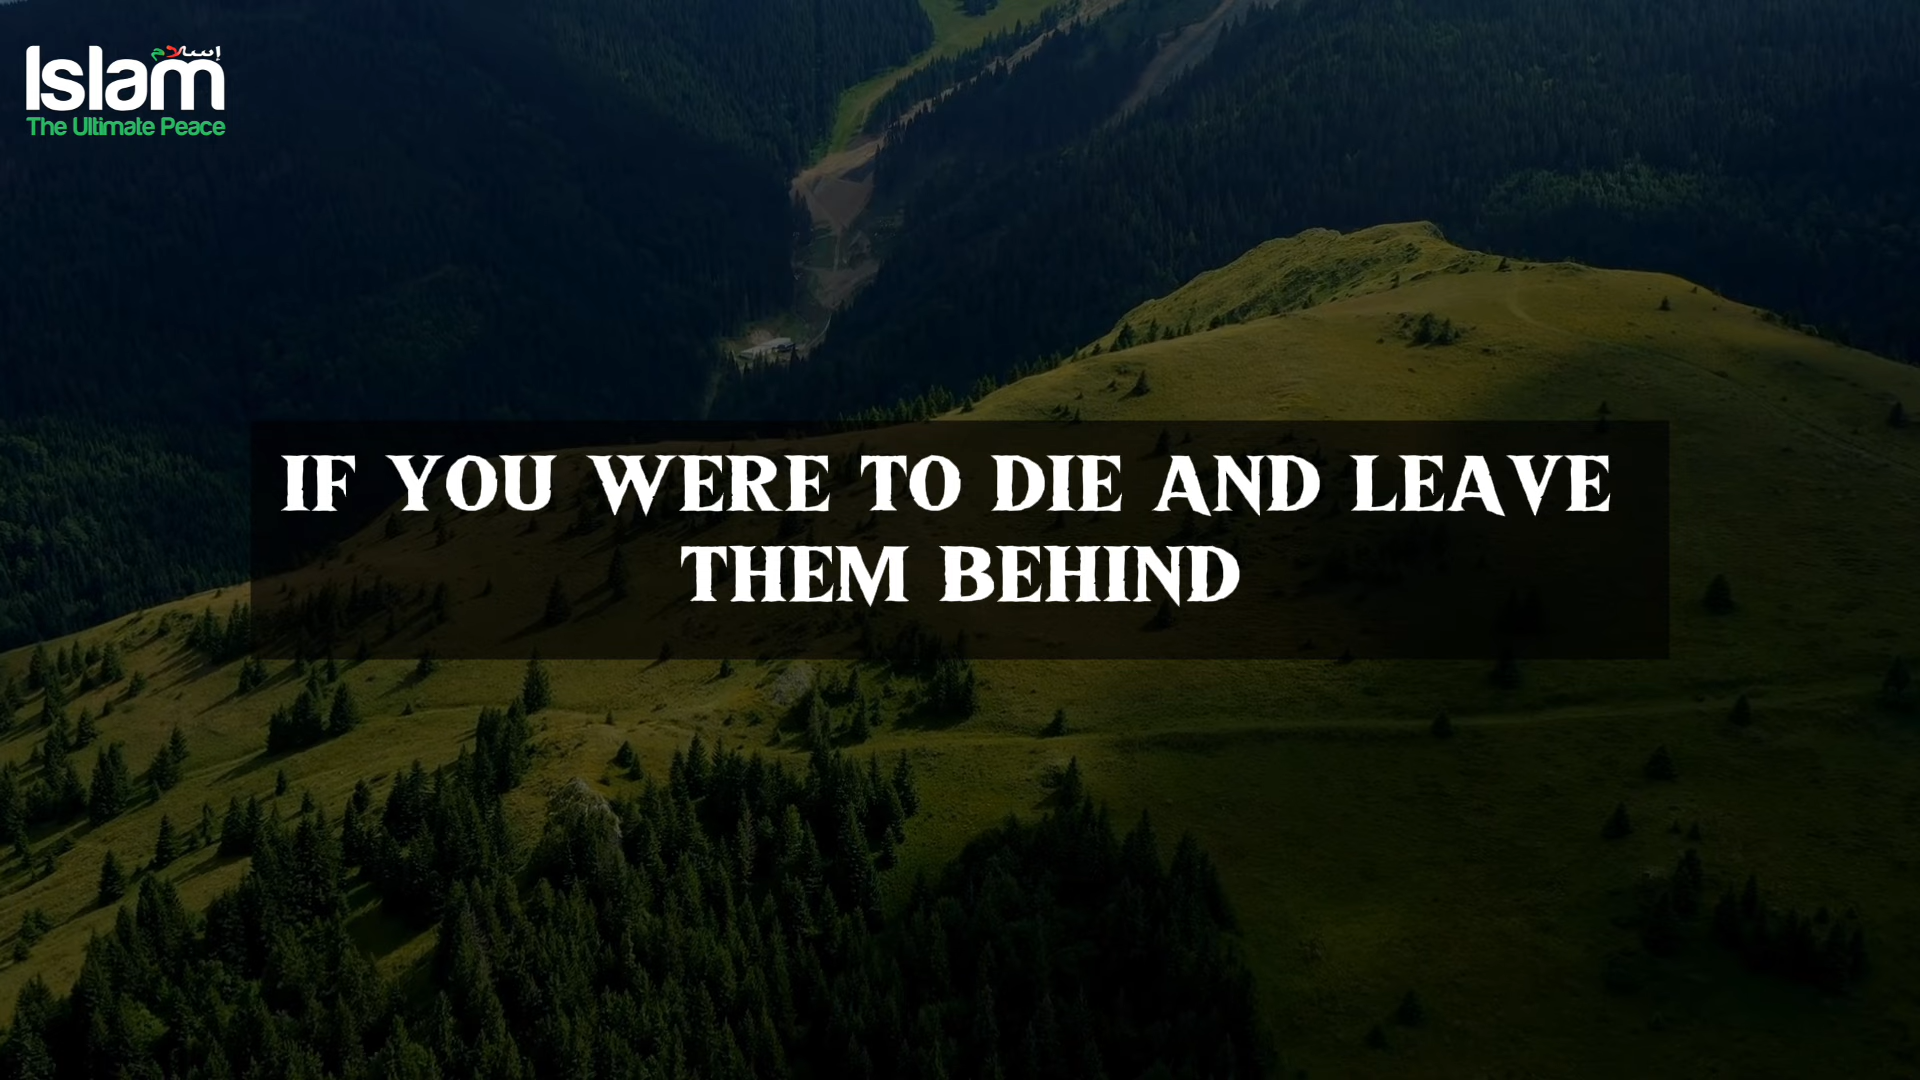 إسلام
Islam
The Ultimate Peace
IF YOU WERE TO DIE AND LEAVE
THEM BEHIND